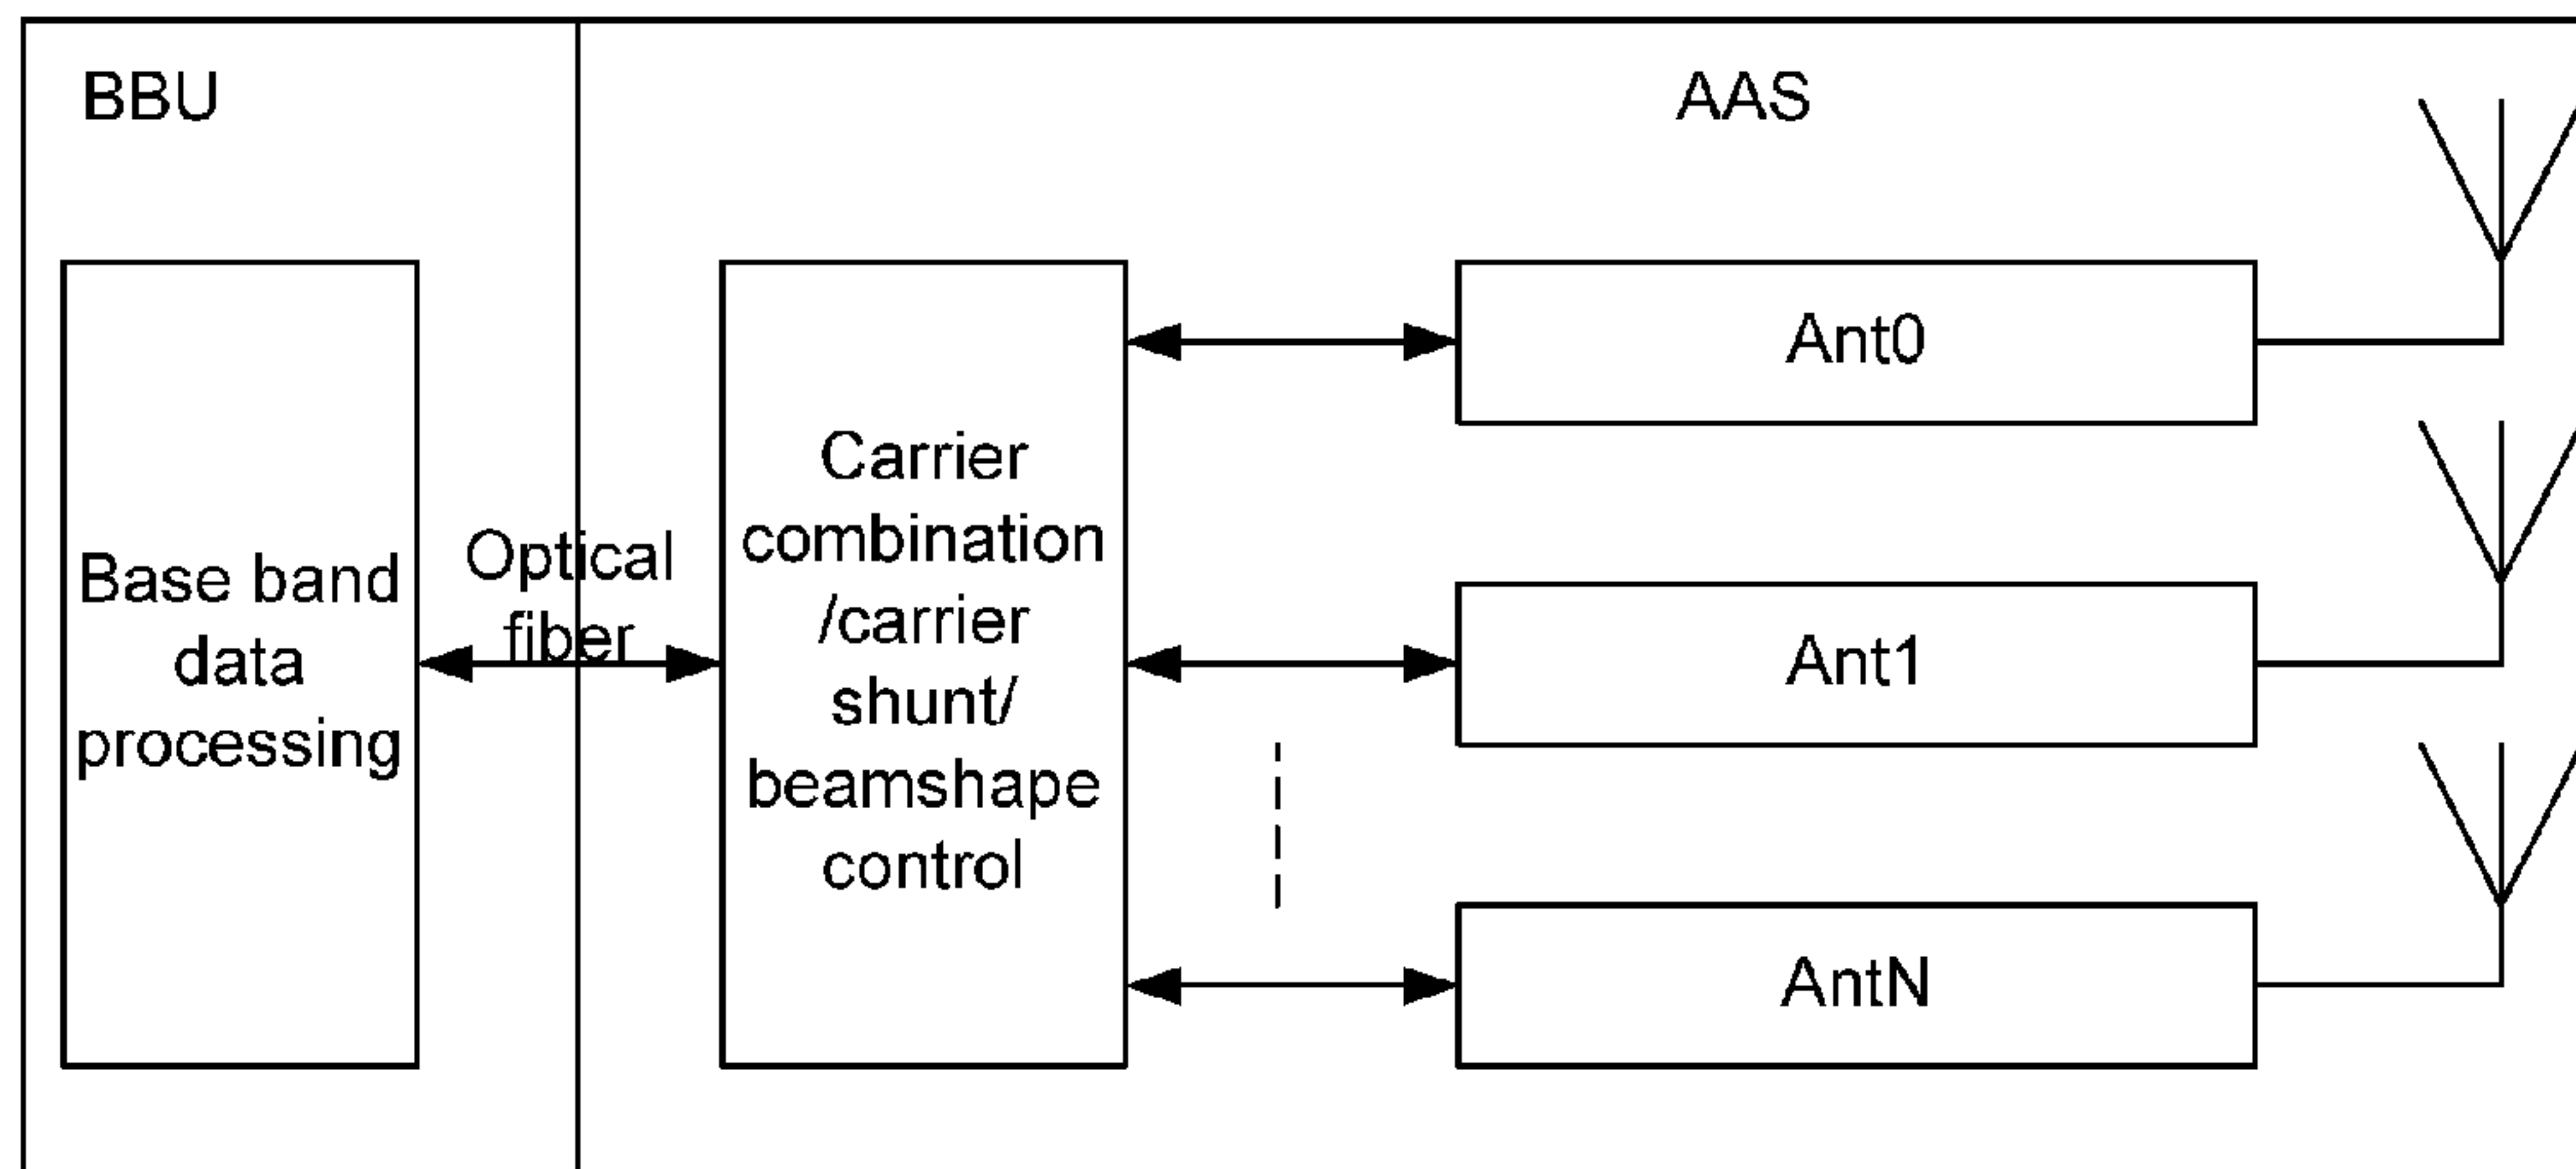 BBU
AAS
Base band
data
processing
Optical
fiber
Carrier
combination
/carrier
shunt/
beamshape
control
Ant0
Ant1
AntN